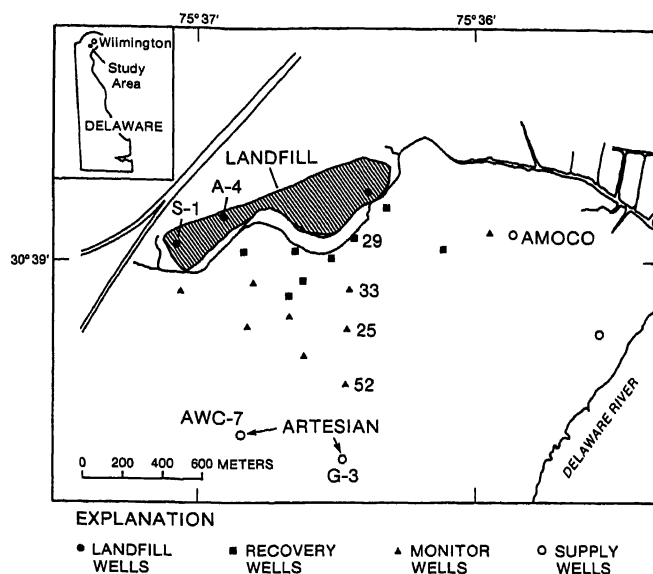 75° 37′
75° 36′
Wilmington
Study
Area
DELAWARE
LANDFILL
A-4
S-1
29
AMOCO
30° 39′
33
25
52
AWC-7
ARTESIAN
G-3
DELAWARE RIVER
0 200 400 600 METERS
EXPLANATION
LANDFILL WELLS
RECOVERY WELLS
MONITOR WELLS
SUPPLY WELLS